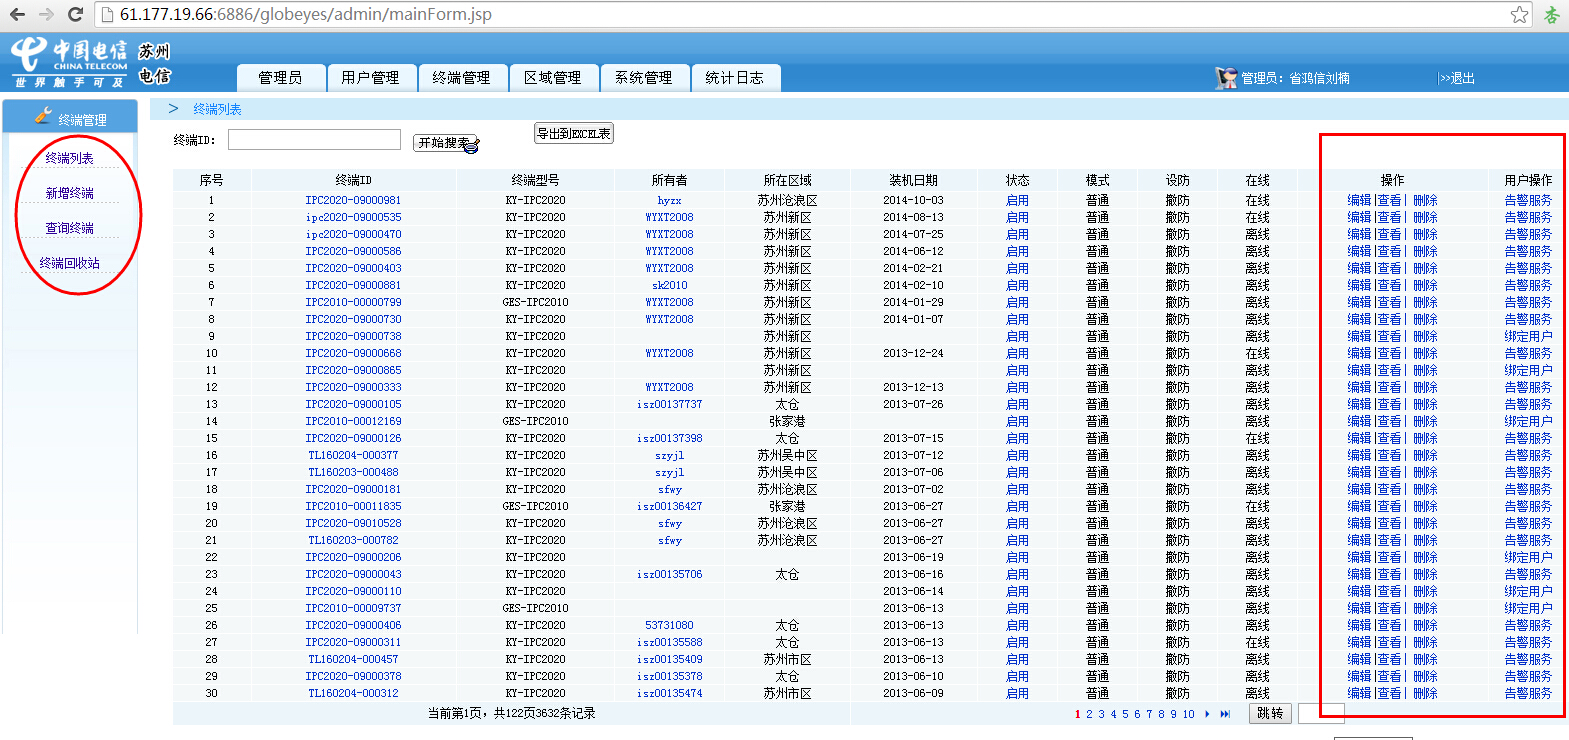 61.177.19.66:6886/globeyes/admin/mainForm.jsp
杏
中国电信 苏州
CHINA TELECOM
世界触手可及 电信
管理员 用户管理 终端管理 区域管理 系统管理 统计日志
管理员: 省鸿信刘楠 |>>退出
终端管理
终端列表
新增终端
查询终端
终端回收站
> 终端列表
终端ID: 开始搜索 导出到EXCEL表
序号 终端ID 终端型号 所有者 所在区域 装机日期 状态 模式 设防 在线 操作 用户操作
1 IPC2020-09000981 KY-IPC2020 hyzx 苏州沧浪区 2014-10-03 启用 普通 撤防 在线 编辑|查看| 删除 告警服务
2 ipc2020-09000535 KY-IPC2020 WYXT2008 苏州新区 2014-08-13 启用 普通 撤防 在线 编辑|查看| 删除 告警服务
3 ipc2020-09000470 KY-IPC2020 WYXT2008 苏州新区 2014-07-25 启用 普通 撤防 离线 编辑|查看| 删除 告警服务
4 IPC2020-09000586 KY-IPC2020 WYXT2008 苏州新区 2014-06-12 启用 普通 撤防 离线 编辑|查看| 删除 告警服务
5 IPC2020-09000403 KY-IPC2020 WYXT2008 苏州新区 2014-02-21 启用 普通 撤防 离线 编辑|查看| 删除 告警服务
6 IPC2020-09000881 KY-IPC2020 sk2010 苏州新区 2014-02-10 启用 普通 撤防 离线 编辑|查看| 删除 告警服务
7 IPC2010-00000799 GES-IPC2010 WYXT2008 苏州新区 2014-01-29 启用 普通 撤防 离线 编辑|查看| 删除 告警服务
8 IPC2020-09000730 KY-IPC2020 WYXT2008 苏州新区 2014-01-07 启用 普通 撤防 离线 编辑|查看| 删除 告警服务
9 IPC2020-09000738 KY-IPC2020 苏州新区 启用 普通 撤防 离线 编辑|查看| 删除 绑定用户
10 IPC2020-09000668 KY-IPC2020 WYXT2008 苏州新区 2013-12-24 启用 普通 撤防 在线 编辑|查看| 删除 告警服务
11 IPC2020-09000865 KY-IPC2020 苏州新区 启用 普通 撤防 离线 编辑|查看| 删除 绑定用户
12 IPC2020-09000333 KY-IPC2020 WYXT2008 苏州新区 2013-12-13 启用 普通 撤防 离线 编辑|查看| 删除 告警服务
13 IPC2020-09000105 KY-IPC2020 isz00137737 太仓 2013-07-26 启用 普通 撤防 离线 编辑|查看| 删除 告警服务
14 IPC2010-00012169 GES-IPC2010 张家港 启用 普通 撤防 离线 编辑|查看| 删除 绑定用户
15 IPC2020-09000126 KY-IPC2020 isz00137398 太仓 2013-07-15 启用 普通 撤防 在线 编辑|查看| 删除 告警服务
16 TL160204-000377 KY-IPC2020 szyjl 苏州吴中区 2013-07-12 启用 普通 撤防 离线 编辑|查看| 删除 告警服务
17 TL160203-000488 KY-IPC2020 szyjl 苏州吴中区 2013-07-06 启用 普通 撤防 离线 编辑|查看| 删除 告警服务
18 IPC2020-09000181 KY-IPC2020 sfwy 苏州沧浪区 2013-07-02 启用 普通 撤防 离线 编辑|查看| 删除 告警服务
19 IPC2010-00011835 GES-IPC2010 isz00136427 张家港 2013-06-27 启用 普通 撤防 在线 编辑|查看| 删除 告警服务
20 IPC2020-09010528 KY-IPC2020 sfwy 苏州沧浪区 2013-06-27 启用 普通 撤防 离线 编辑|查看| 删除 告警服务
21 TL160203-000782 KY-IPC2020 sfwy 苏州沧浪区 2013-06-27 启用 普通 撤防 离线 编辑|查看| 删除 告警服务
22 IPC2020-09000206 KY-IPC2020 2013-06-19 启用 普通 撤防 离线 编辑|查看| 删除 绑定用户
23 IPC2020-09000043 KY-IPC2020 isz00135706 太仓 2013-06-16 启用 普通 撤防 离线 编辑|查看| 删除 告警服务
24 IPC2020-09000110 KY-IPC2020 2013-06-14 启用 普通 撤防 离线 编辑|查看| 删除 绑定用户
25 IPC2010-00009737 GES-IPC2010 2013-06-13 启用 普通 撤防 离线 编辑|查看| 删除 绑定用户
26 IPC2020-09000406 KY-IPC2020 53731080 太仓 2013-06-13 启用 普通 撤防 离线 编辑|查看| 删除 告警服务
27 IPC2020-09000311 KY-IPC2020 isz00135588 太仓 2013-06-13 启用 普通 撤防 在线 编辑|查看| 删除 告警服务
28 TL160204-000457 KY-IPC2020 isz00135409 苏州市区 2013-06-13 启用 普通 撤防 离线 编辑|查看| 删除 告警服务
29 IPC2020-09000378 KY-IPC2020 isz00135378 太仓 2013-06-10 启用 普通 撤防 离线 编辑|查看| 删除 告警服务
30 TL160204-000312 KY-IPC2020 isz00135474 苏州市区 2013-06-09 启用 普通 撤防 离线 编辑|查看| 删除 告警服务
当前第1页，共122页3632条记录 1 2 3 4 5 6 7 8 9 10 跳转